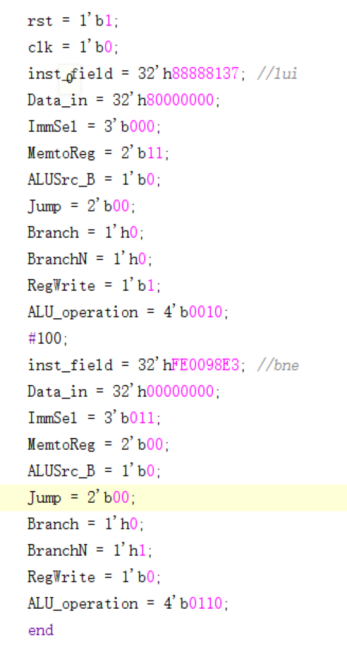 rst = 1'b1;
clk = 1'b0;
inst_field = 32'h88888137; //lui
Data_in = 32'h80000000;
ImmSel = 3'b000;
MemtoReg = 2'b11;
ALUSrc_B = 1'b0;
Jump = 2'b00;
Branch = 1'h0;
BranchN = 1'h0;
RegWrite = 1'b1;
ALU_operation = 4'b0010;
#100;
inst_field = 32'hFE0098E3; //bne
Data_in = 32'h00000000;
ImmSel = 3'b011;
MemtoReg = 2'b00;
ALUSrc_B = 1'b0;
Jump = 2'b00;
Branch = 1'h0;
BranchN = 1'h1;
RegWrite = 1'b0;
ALU_operation = 4'b0110;
end